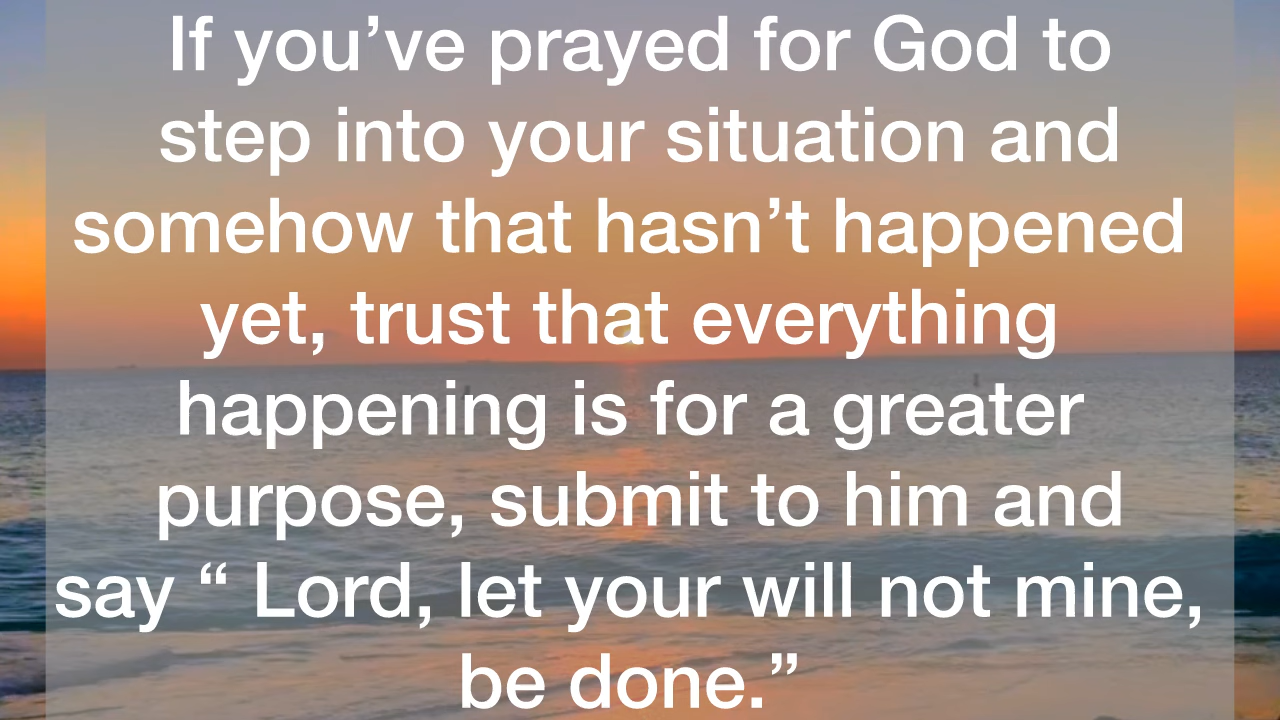 If you’ve prayed for God to
step into your situation and
somehow that hasn’t happened
yet, trust that everything
happening is for a greater
purpose, submit to him and
say “ Lord, let your will not mine,
be done.”